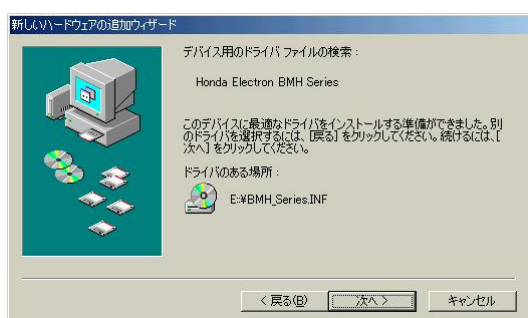 新しいハードウェアの追加ウィザード
デバイス用のドライバ ファイルの検索 :
Honda Electron BMH Series
このデバイスに最適なドライバをインストールする準備ができました。別
のドライバを選択するには、[戻る] をクリックしてください。続けるには、[
次へ] をクリックしてください。
ドライバのある場所 :
E:¥BMH_Series.INF
< 戻る(B)
次へ >
キャンセル